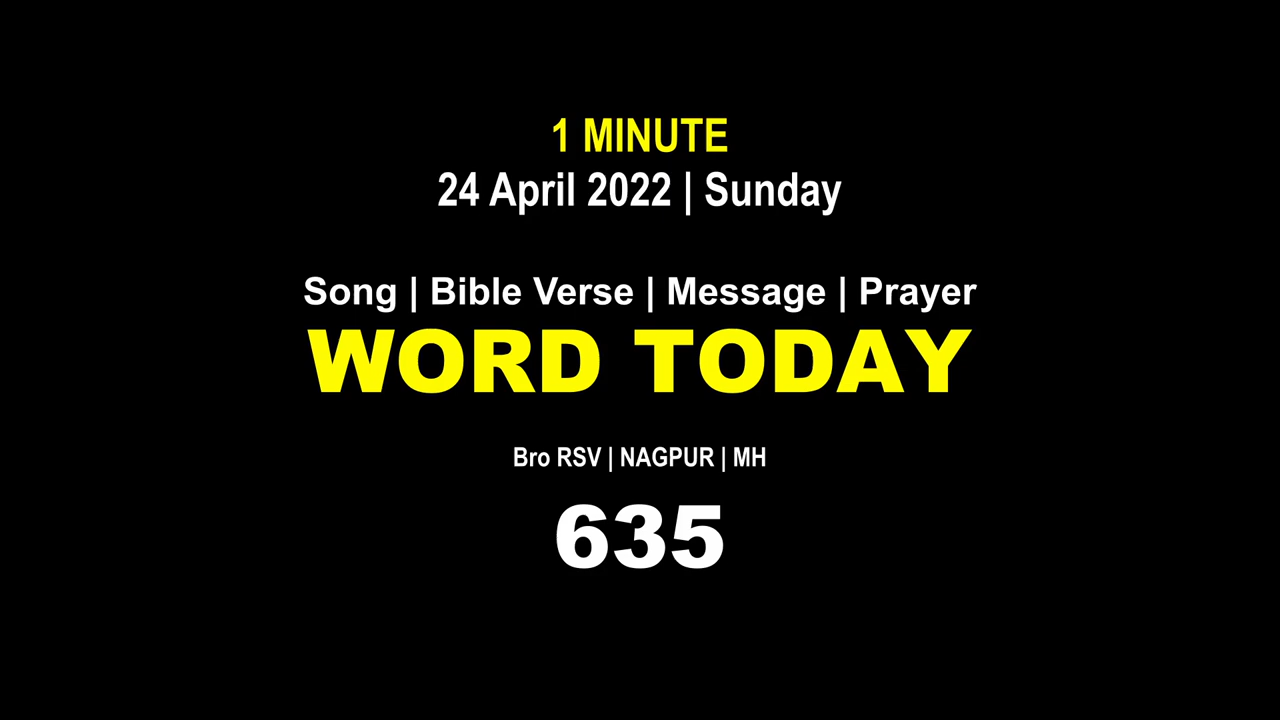 1 MINUTE
24 April 2022 | Sunday
Song | Bible Verse | Message | Prayer
WORD TODAY
Bro RSV | NAGPUR | MH
635